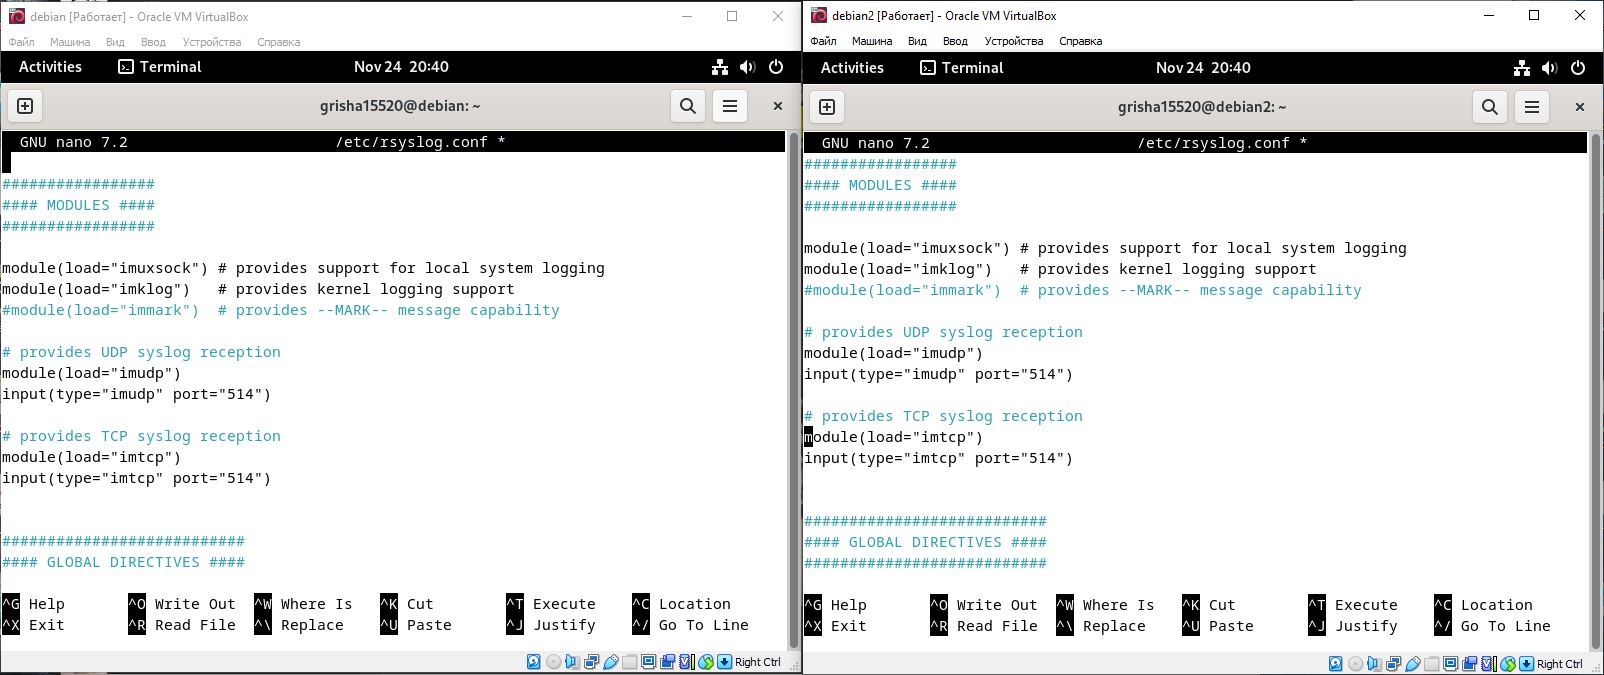 debian [Работает] - Oracle VM VirtualBox
Файл Машина Вид Ввод Устройства Справка
Activities Terminal Nov 24 20:40
grisha15520@debian: ~
GNU nano 7.2 /etc/rsyslog.conf *
#################
#### MODULES ####
#################
module(load="imuxsock") # provides support for local system logging
module(load="imklog") # provides kernel logging support
#module(load="immark") # provides --MARK-- message capability
# provides UDP syslog reception
module(load="imudp")
input(type="imudp" port="514")
# provides TCP syslog reception
module(load="imtcp")
input(type="imtcp" port="514")
###########################
#### GLOBAL DIRECTIVES ####
^G Help ^O Write Out ^W Where Is ^K Cut ^T Execute ^C Location
^X Exit ^R Read File ^\ Replace ^U Paste ^J Justify ^/ Go To Line
Right Ctrl
debian2 [Работает] - Oracle VM VirtualBox
Файл Машина Вид Ввод Устройства Справка
Activities Terminal Nov 24 20:40
grisha15520@debian2: ~
GNU nano 7.2 /etc/rsyslog.conf *
#################
#### MODULES ####
#################
module(load="imuxsock") # provides support for local system logging
module(load="imklog") # provides kernel logging support
#module(load="immark") # provides --MARK-- message capability
# provides UDP syslog reception
module(load="imudp")
input(type="imudp" port="514")
# provides TCP syslog reception
module(load="imtcp")
input(type="imtcp" port="514")
###########################
#### GLOBAL DIRECTIVES ####
###########################
^G Help ^O Write Out ^W Where Is ^K Cut ^T Execute ^C Location
^X Exit ^R Read File ^\ Replace ^U Paste ^J Justify ^/ Go To Line
Right Ctrl